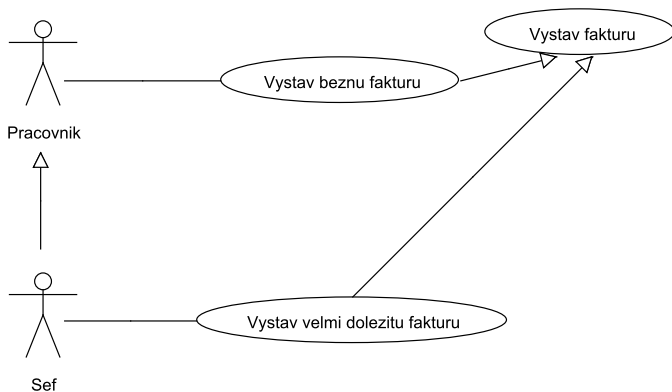 Vystav fakturu
Vystav beznu fakturu
Pracovnik
Vystav velmi dolezitu fakturu
Sef